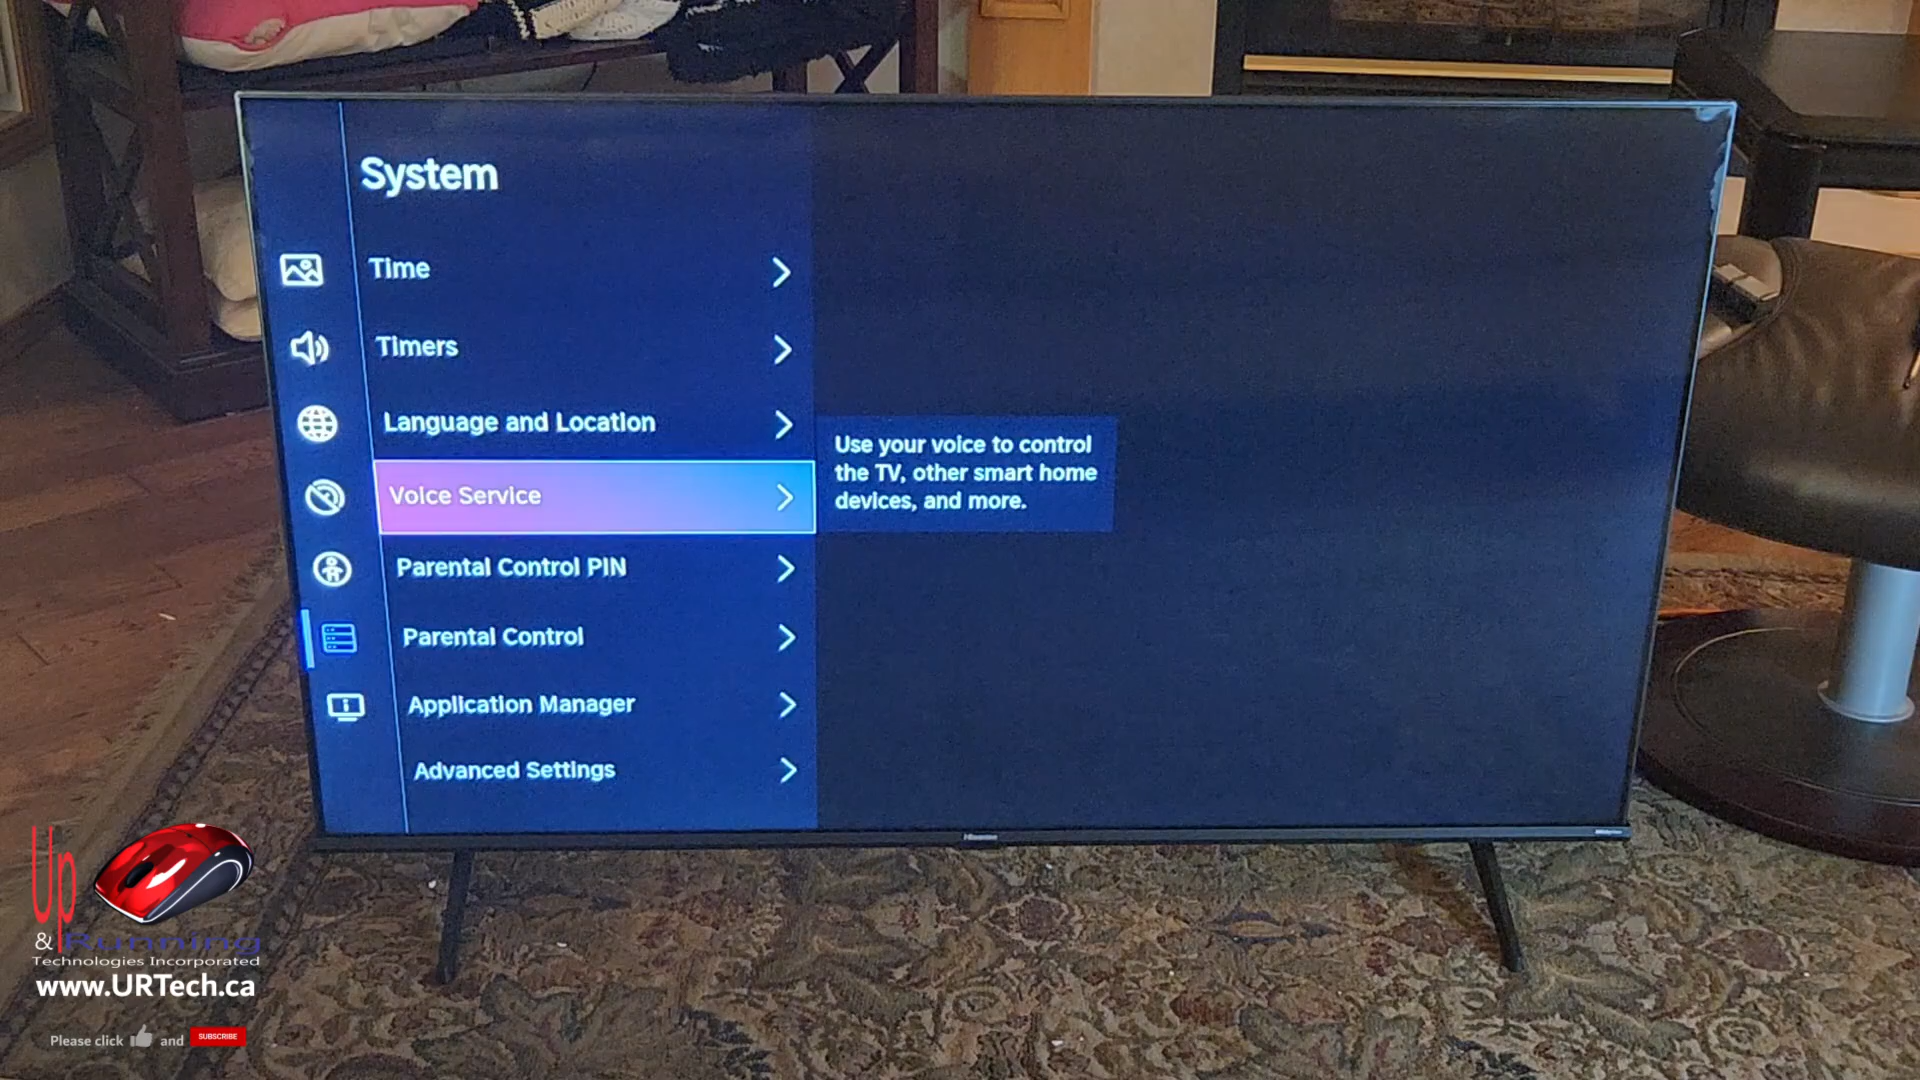 System
Time
Timers
Language and Location
Voice Service
Use your voice to control
the TV, other smart home
devices, and more.
Parental Control PIN
Parental Control
Application Manager
Advanced Settings
Hisense
Up
& Running
Technologies Incorporated
www.URTech.ca
Please click and SUBSCRIBE